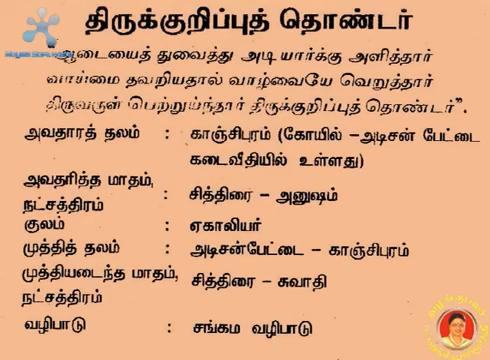 திருக்குறிப்புத் தொண்டர்
ஆடையைத் துவைத்து அடியார்க்கு அளித்தார்
வாய்மை தவறியதால் வாழ்வையே வெறுத்தார்
திருவருள் பெற்றுய்ந்தார் திருக்குறிப்புத் தொண்டர்”.
அவதாரத் தலம் : காஞ்சிபுரம் (கோயில் –அடிசன் பேட்டை
கடைவீதியில் உள்ளது)
அவதரித்த மாதம்,
நட்சத்திரம் : சித்திரை – அனுஷம்
குலம் : ஏகாலியர்
முத்தித் தலம் : அடிசன்பேட்டை – காஞ்சிபுரம்
முத்தியடைந்த மாதம்,
நட்சத்திரம் : சித்திரை – சுவாதி
வழிபாடு : சங்கம வழிபாடு